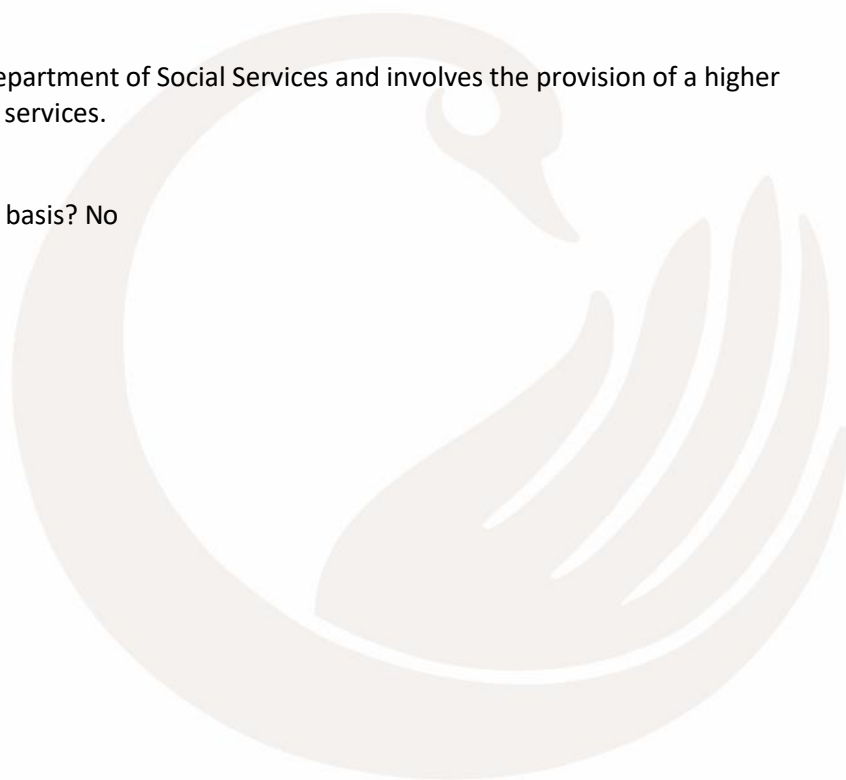 epartment of Social Services and involves the provision of a higher
services.
basis? No